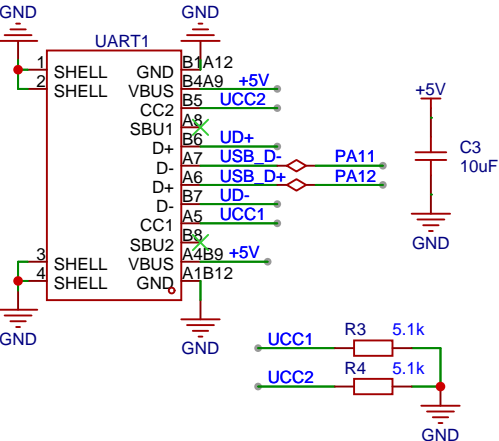 GND
GND
UART1
1 SHELL GND B1A12
2 SHELL VBUS B4A9 +5V
CC2 B5 UCC2
SBU1 A8
D+ B6 UD+
D- A7 USB_D- PA11
D+ A6 USB_D+ PA12
D- B7 UD-
CC1 A5 UCC1
SBU2 B8
3 SHELL VBUS A4B9 +5V
4 SHELL GND A1B12
GND
GND
+5V
C3
10uF
GND
UCC1 R3 5.1k
UCC2 R4 5.1k
GND